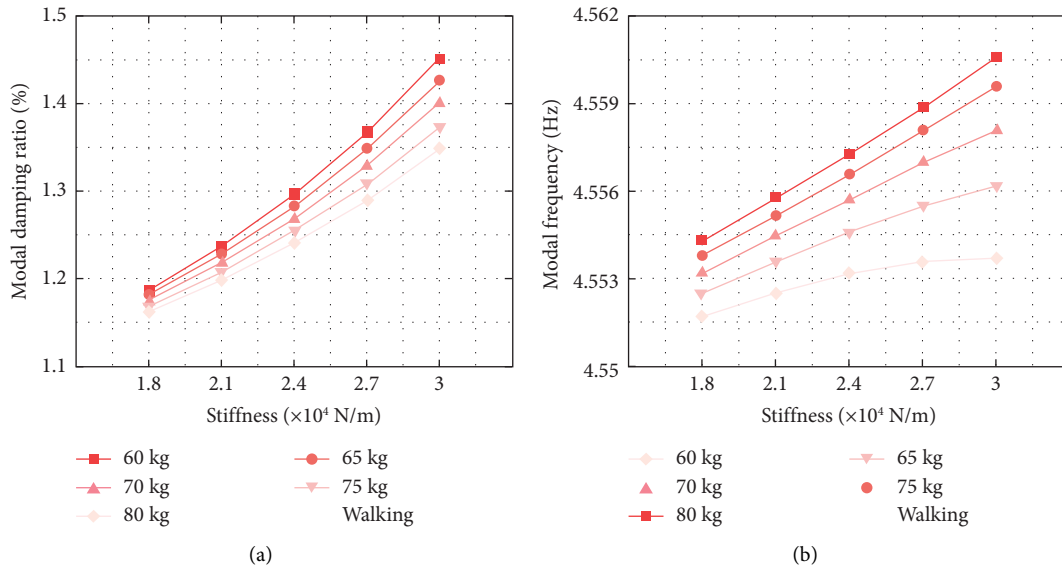 1.5
1.4
1.3
1.2
1.1
Modal damping ratio (%)
1.8 2.1 2.4 2.7 3
Stiffness (×10⁴ N/m)
60 kg 65 kg
70 kg 75 kg
80 kg Walking
(a)
4.562
4.559
4.556
4.553
4.55
Modal frequency (Hz)
1.8 2.1 2.4 2.7 3
Stiffness (×10⁴ N/m)
60 kg 65 kg
70 kg 75 kg
80 kg Walking
(b)